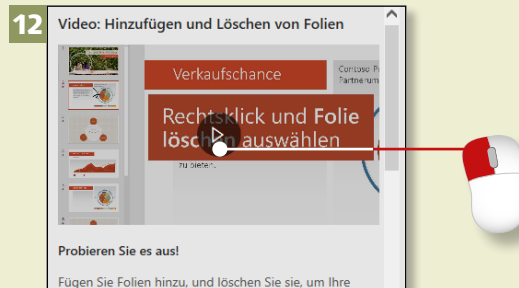 12
Video: Hinzufügen und Löschen von Folien
Verkaufschance
Contoso
Rechtsklick und Folie
löschen auswählen
zu bieten.
Probieren Sie es aus!
Fügen Sie Folien hinzu, und löschen Sie sie, um Ihre